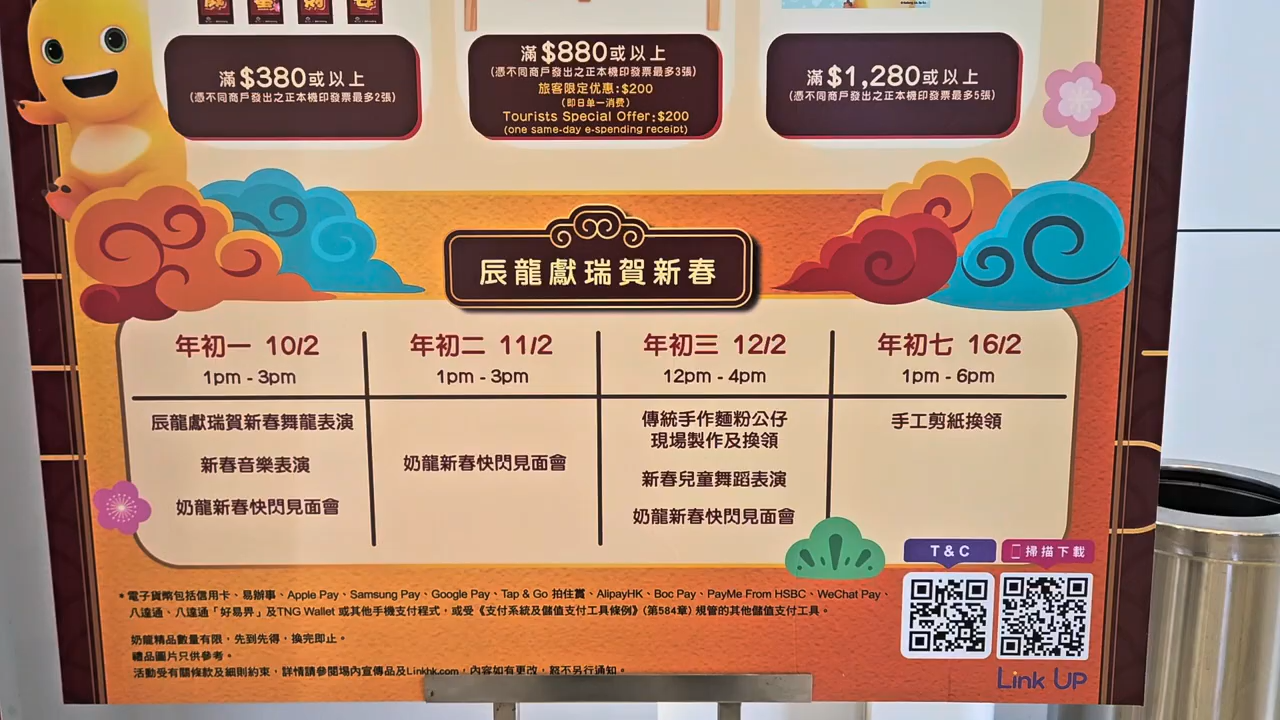 滿$380或以上
(憑不同商戶發出之正本機印發票最多2張)
滿$880或以上
(憑不同商戶發出之正本機印發票最多3張)
旅客限定优惠:$200
(即日单一消费)
Tourists Special Offer:$200
(one same-day e-spending receipt)
滿$1,280或以上
(憑不同商戶發出之正本機印發票最多5張)
辰龍獻瑞賀新春
年初一 10/2
1pm - 3pm
辰龍獻瑞賀新春舞龍表演
新春音樂表演
奶龍新春快閃見面會
年初二 11/2
1pm - 3pm
奶龍新春快閃見面會
年初三 12/2
12pm - 4pm
傳統手作麵粉公仔
現場製作及換領
新春兒童舞蹈表演
奶龍新春快閃見面會
年初七 16/2
1pm - 6pm
手工剪紙換領
T & C
掃描下載
*電子貨幣包括信用卡、易辦事、Apple Pay、Samsung Pay、Google Pay、Tap & Go 拍住賞、AlipayHK、Boc Pay、PayMe From HSBC、WeChat Pay、
八達通、八達通「好易畀」及TNG Wallet 或其他手機支付程式，或受《支付系統及儲值支付工具條例》(第584章) 規管的其他儲值支付工具。
奶龍精品數量有限，先到先得，換完即止。
禮品圖片只供參考。
活動受有關條款及細則約束，詳情請參閱場內宣傳品及Linkhk.com，內容如有更改，恕不另行通知。
Link UP